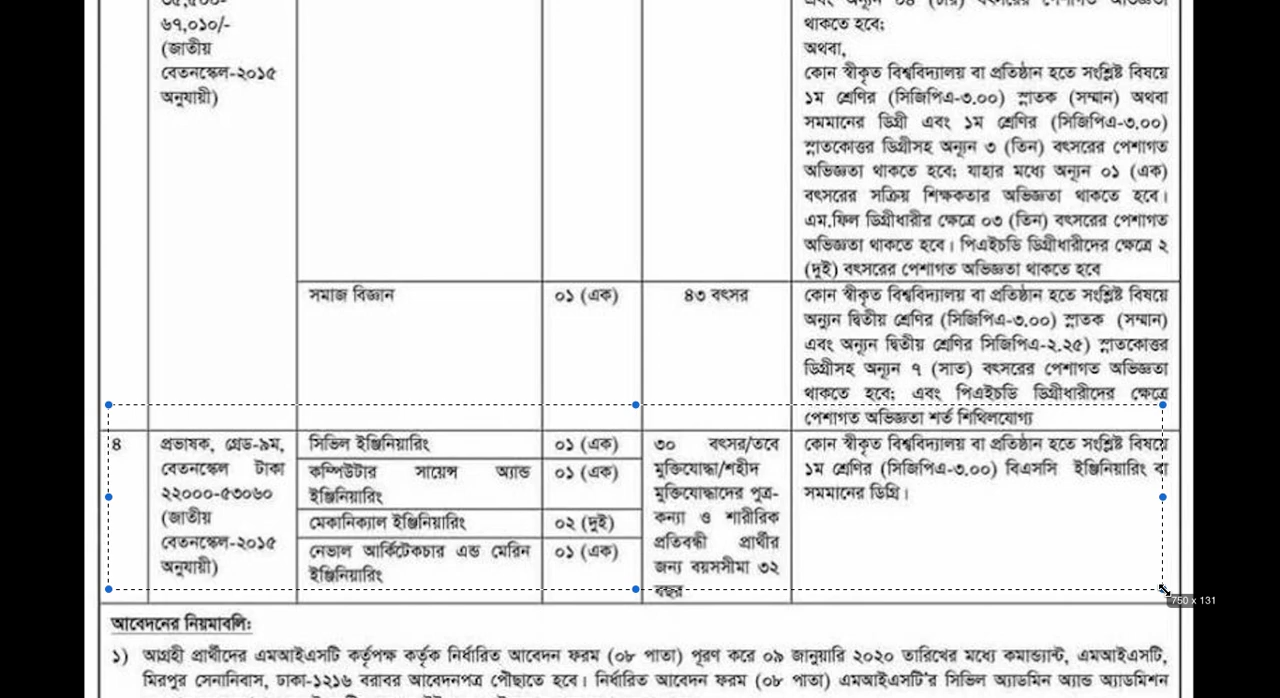 ৬৭,০১০/-
(জাতীয়
বেতনস্কেল-২০১৫
অনুযায়ী)
থাকতে হবে;
অথবা,
কোন স্বীকৃত বিশ্ববিদ্যালয় বা প্রতিষ্ঠান হতে সংশ্লিষ্ট বিষয়ে
১ম শ্রেণির (সিজিপিএ-৩.০০) স্নাতক (সম্মান) অথবা
সমমানের ডিগ্রী এবং ১ম শ্রেণির (সিজিপিএ-৩.০০)
স্নাতকোত্তর ডিগ্রীসহ অন্যূন ৩ (তিন) বৎসরের পেশাগত
অভিজ্ঞতা থাকতে হবে; যাহার মধ্যে অন্যূন ০১ (এক)
বৎসরের সক্রিয় শিক্ষকতার অভিজ্ঞতা থাকতে হবে।
এম.ফিল ডিগ্রীধারীর ক্ষেত্রে ০৩ (তিন) বৎসরের পেশাগত
অভিজ্ঞতা থাকতে হবে। পিএইচডি ডিগ্রীধারীদের ক্ষেত্রে ২
(দুই) বৎসরের পেশাগত অভিজ্ঞতা থাকতে হবে
সমাজ বিজ্ঞান
০১ (এক)
৪৩ বৎসর
কোন স্বীকৃত বিশ্ববিদ্যালয় বা প্রতিষ্ঠান হতে সংশ্লিষ্ট বিষয়ে
অন্যুন দ্বিতীয় শ্রেণির (সিজিপিএ-৩.০০) স্নাতক (সম্মান)
এবং অন্যূন দ্বিতীয় শ্রেণির সিজিপিএ-২.২৫) স্নাতকোত্তর
ডিগ্রীসহ অন্যূন ৭ (সাত) বৎসরের পেশাগত অভিজ্ঞতা
থাকতে হবে; এবং পিএইচডি ডিগ্রীধারীদের ক্ষেত্রে
পেশাগত অভিজ্ঞতা শর্ত শিথিলযোগ্য
৪
প্রভাষক, গ্রেড-৯ম,
বেতনস্কেল টাকা
২২০০০-৫৩০৬০
(জাতীয়
বেতনস্কেল-২০১৫
অনুযায়ী)
সিভিল ইঞ্জিনিয়ারিং
০১ (এক)
কম্পিউটার সায়েন্স অ্যান্ড
ইঞ্জিনিয়ারিং
০১ (এক)
মেকানিক্যাল ইঞ্জিনিয়ারিং
০২ (দুই)
নেভাল আর্কিটেকচার এন্ড মেরিন
ইঞ্জিনিয়ারিং
০১ (এক)
৩০ বৎসর/তবে
মুক্তিযোদ্ধা/শহীদ
মুক্তিযোদ্ধাদের পুত্র-
কন্যা ও শারীরিক
প্রতিবন্ধী প্রার্থীর
জন্য বয়সসীমা ৩২
বছর
কোন স্বীকৃত বিশ্ববিদ্যালয় বা প্রতিষ্ঠান হতে সংশ্লিষ্ট বিষয়ে
১ম শ্রেণির (সিজিপিএ-৩.০০) বিএসসি ইঞ্জিনিয়ারিং বা
সমমানের ডিগ্রি।
750 x 131
আবেদনের নিয়মাবলি:
১) আগ্রহী প্রার্থীদের এমআইএসটি কর্তৃপক্ষ কর্তৃক নির্ধারিত আবেদন ফরম (০৮ পাতা) পূরণ করে ০৯ জানুয়ারি ২০২০ তারিখের মধ্যে কমান্ড্যান্ট, এমআইএসটি,
মিরপুর সেনানিবাস, ঢাকা-১২১৬ বরাবর আবেদনপত্র পৌছাতে হবে। নির্ধারিত আবেদন ফরম (০৮ পাতা) এমআইএসটি'র সিভিল অ্যাডমিন অ্যান্ড অ্যাডমিশন